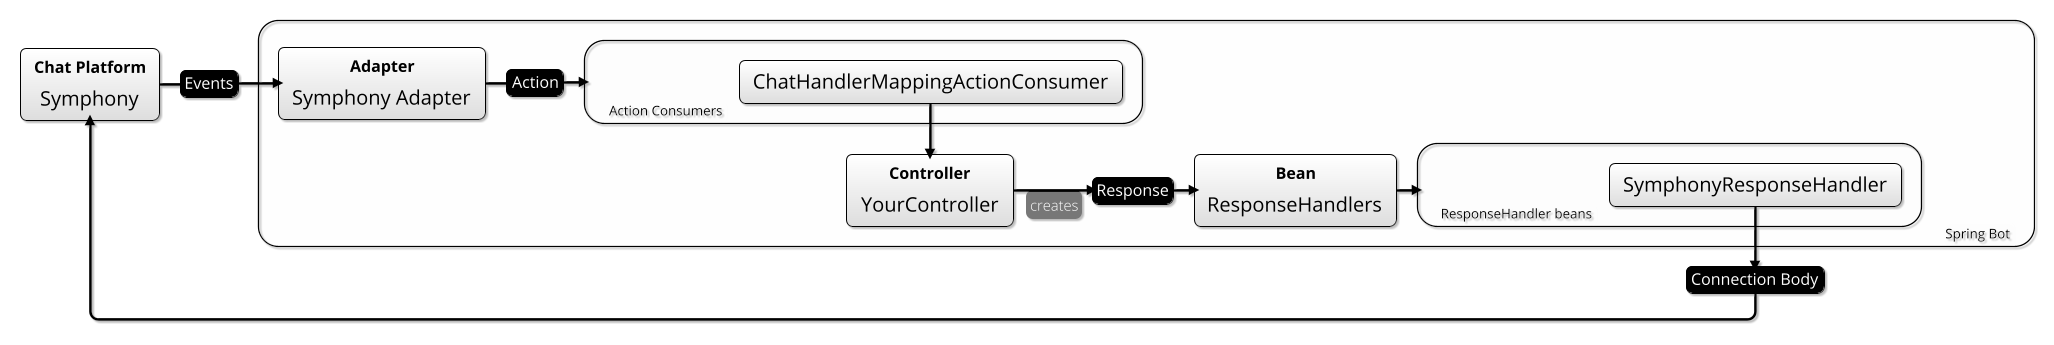 Chat Platform
Symphony
Events
Adapter
Symphony Adapter
Action
ChatHandlerMappingActionConsumer
Action Consumers
Controller
YourController
creates
Response
Bean
ResponseHandlers
SymphonyResponseHandler
ResponseHandler beans
Spring Bot
Connection Body